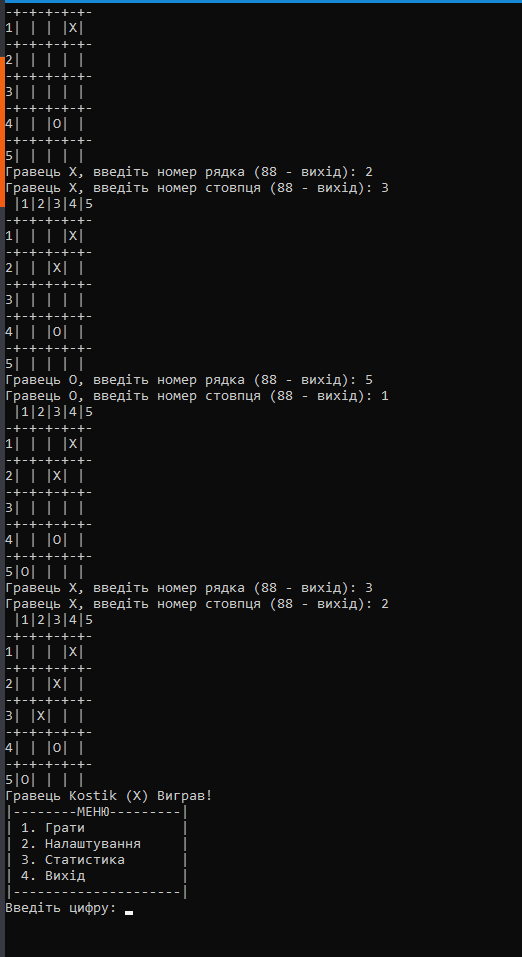 -+-+-+-+-+-
1| | | |X|
-+-+-+-+-+-
2| | | | |
-+-+-+-+-+-
3| | | | |
-+-+-+-+-+-
4| | |O| |
-+-+-+-+-+-
5| | | | |
Гравець X, введіть номер рядка (88 - вихід): 2
Гравець X, введіть номер стовпця (88 - вихід): 3
 |1|2|3|4|5
-+-+-+-+-+-
1| | | |X|
-+-+-+-+-+-
2| | |X| |
-+-+-+-+-+-
3| | | | |
-+-+-+-+-+-
4| | |O| |
-+-+-+-+-+-
5| | | | |
Гравець O, введіть номер рядка (88 - вихід): 5
Гравець O, введіть номер стовпця (88 - вихід): 1
 |1|2|3|4|5
-+-+-+-+-+-
1| | | |X|
-+-+-+-+-+-
2| | |X| |
-+-+-+-+-+-
3| | | | |
-+-+-+-+-+-
4| | |O| |
-+-+-+-+-+-
5|O| | | |
Гравець X, введіть номер рядка (88 - вихід): 3
Гравець X, введіть номер стовпця (88 - вихід): 2
 |1|2|3|4|5
-+-+-+-+-+-
1| | | |X|
-+-+-+-+-+-
2| | |X| |
-+-+-+-+-+-
3| |X| | |
-+-+-+-+-+-
4| | |O| |
-+-+-+-+-+-
5|O| | | |
Гравець Kostik (X) Виграв!
|--------МЕНЮ---------|
| 1. Грати            |
| 2. Налаштування     |
| 3. Статистика       |
| 4. Вихід            |
|---------------------|
Введіть цифру: